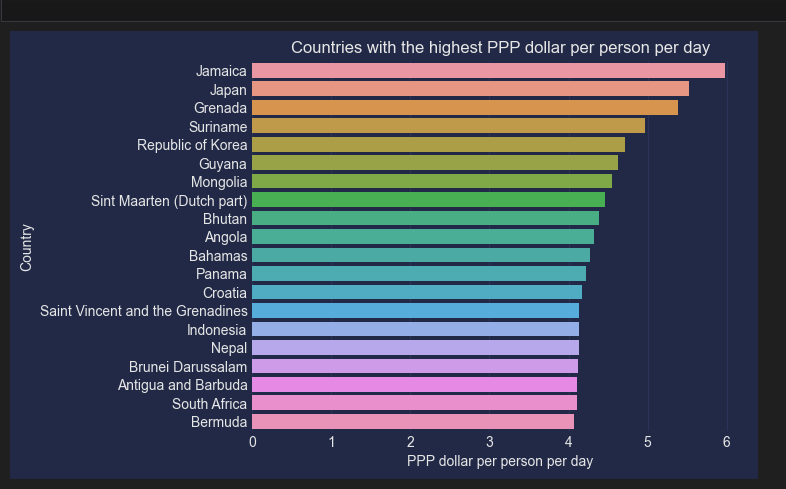 Countries with the highest PPP dollar per person per day
Jamaica
Japan
Grenada
Suriname
Republic of Korea
Guyana
Mongolia
Sint Maarten (Dutch part)
Bhutan
Angola
Bahamas
Panama
Croatia
Saint Vincent and the Grenadines
Indonesia
Nepal
Brunei Darussalam
Antigua and Barbuda
South Africa
Bermuda
Country
0 1 2 3 4 5 6
PPP dollar per person per day